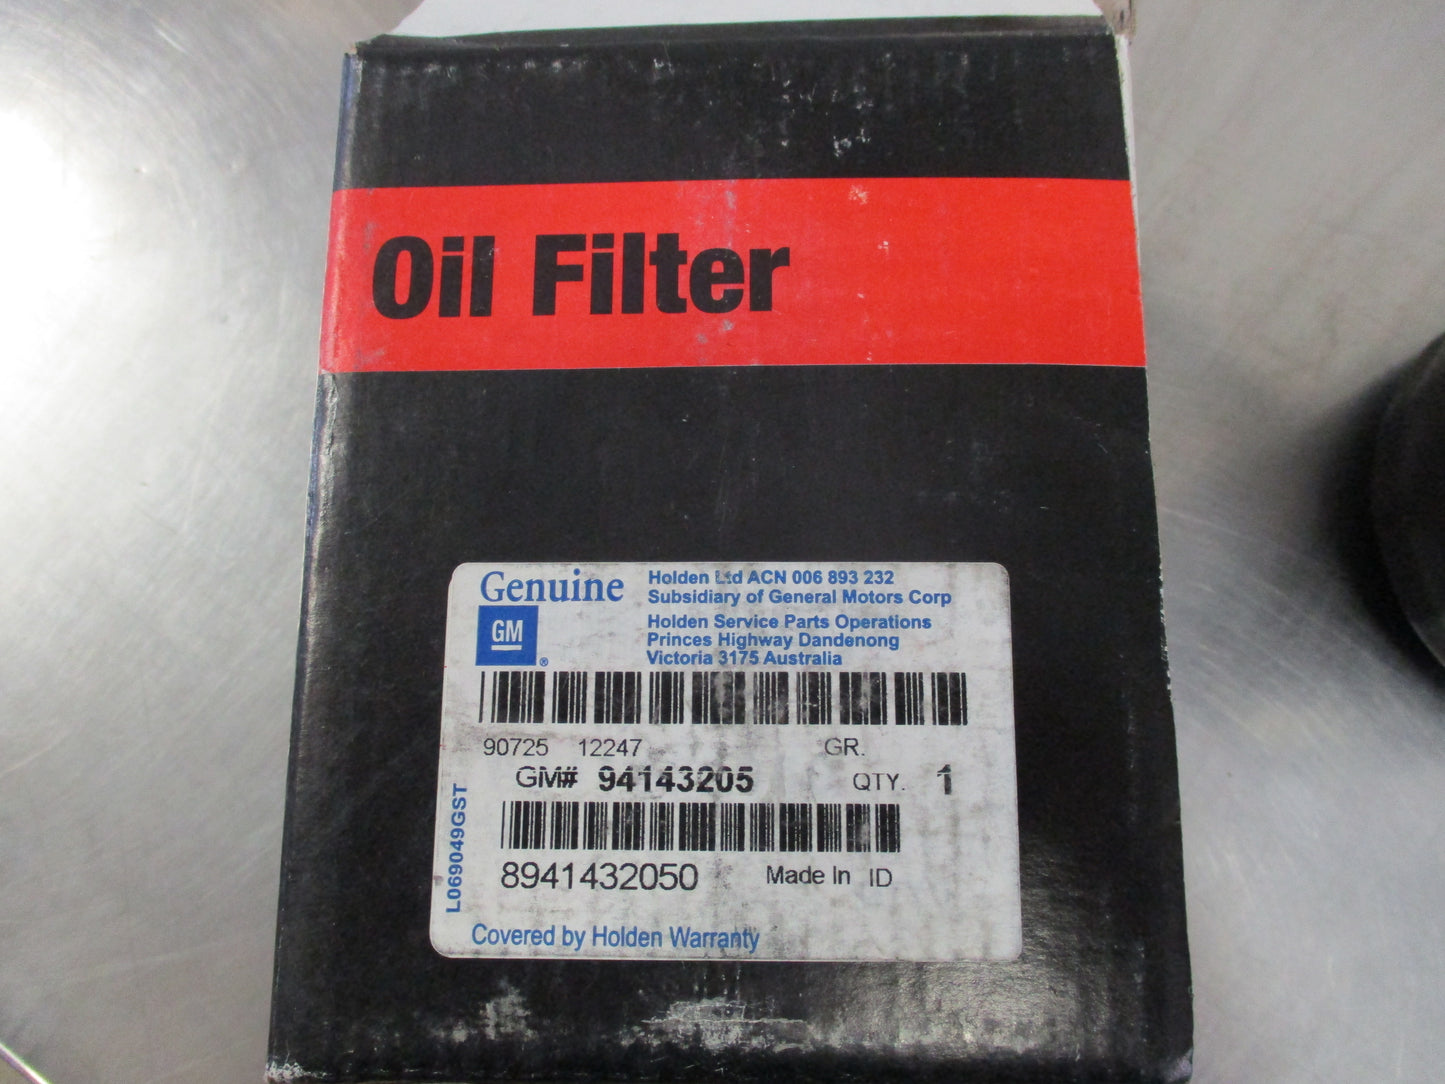 Oil Filter
Genuine
GM
®
Holden Ltd ACN 006 893 232
Subsidiary of General Motors Corp
Holden Service Parts Operations
Princes Highway Dandenong
Victoria 3175 Australia
90725 12247 GR.
GM# 94143205 QTY. 1
8941432050 Made In ID
L069049GST
Covered by Holden Warranty